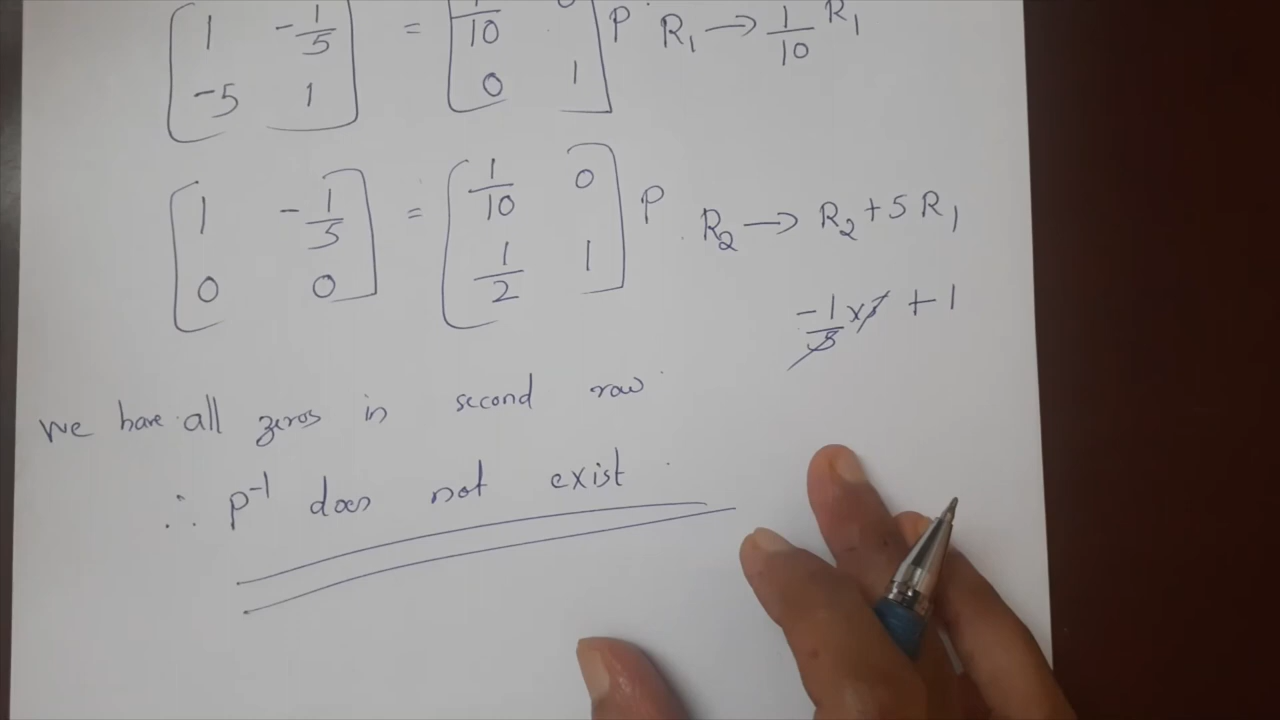 [ 1 -1/5 ] = [ 1/10 0 ] P R₁ → 1/10 R₁
[ -5 1 ] [ 0 1 ]
[ 1 -1/5 ] = [ 1/10 0 ] P R₂ → R₂ + 5 R₁
[ 0 0 ] [ 1/2 1 ]
-1/5 × 5 + 1
we have all zeros in second row
∴ P⁻¹ does not exist.